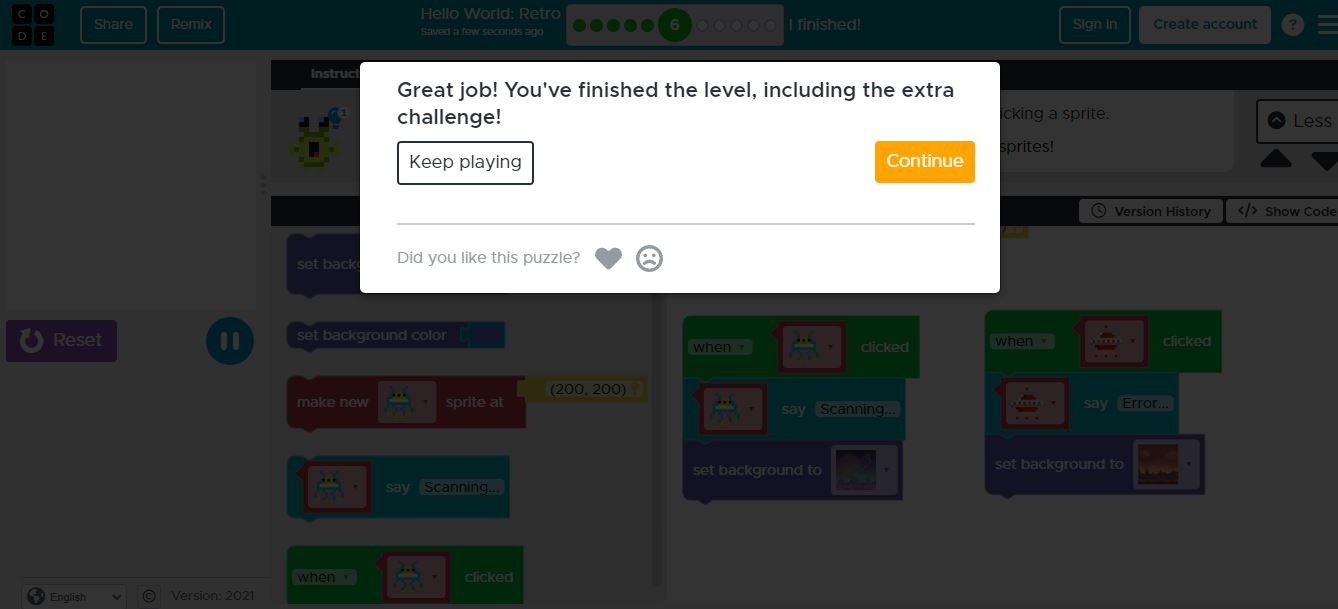 C O
D E
Share
Remix
Hello World: Retro
Saved a few seconds ago
6
I finished!
Sign in
Create account
?
Instruct
1
Great job! You've finished the level, including the extra
challenge!
Keep playing
Continue
Did you like this puzzle?
icking a sprite.
sprites!
Less
Version History
</> Show Code
Reset
set backg
set background color
make new
sprite at
(200, 200)
say
Scanning...
when
clicked
when
clicked
say
Scanning...
set background to
when
clicked
say
Error...
set background to
English
©
Version: 2021